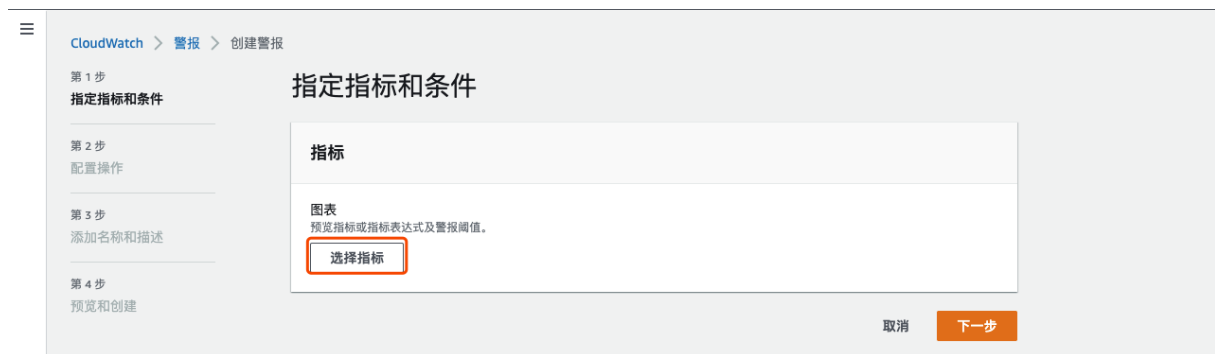 CloudWatch > 警报 > 创建警报
第 1 步
指定指标和条件
第 2 步
配置操作
第 3 步
添加名称和描述
第 4 步
预览和创建
指定指标和条件
指标
图表
预览指标或指标表达式及警报阈值。
选择指标
取消
下一步